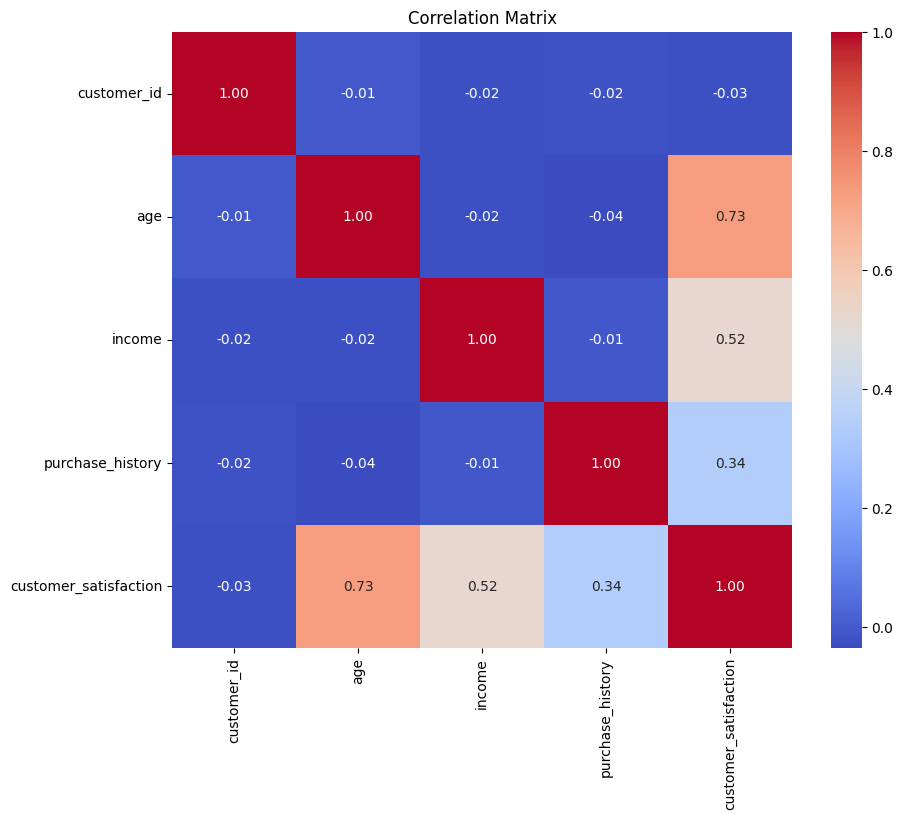 Correlation Matrix
customer_id 1.00 -0.01 -0.02 -0.02 -0.03
age -0.01 1.00 -0.02 -0.04 0.73
income -0.02 -0.02 1.00 -0.01 0.52
purchase_history -0.02 -0.04 -0.01 1.00 0.34
customer_satisfaction -0.03 0.73 0.52 0.34 1.00
customer_id
age
income
purchase_history
customer_satisfaction
1.0
0.8
0.6
0.4
0.2
0.0